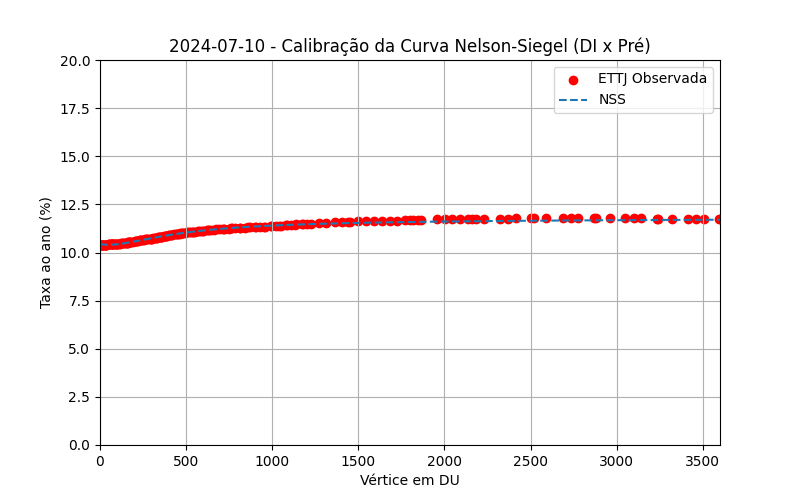 2024-07-10 - Calibração da Curva Nelson-Siegel (DI x Pré)
ETTJ Observada
NSS
Taxa ao ano (%)
20.0
17.5
15.0
12.5
10.0
7.5
5.0
2.5
0.0
0 500 1000 1500 2000 2500 3000 3500
Vértice em DU